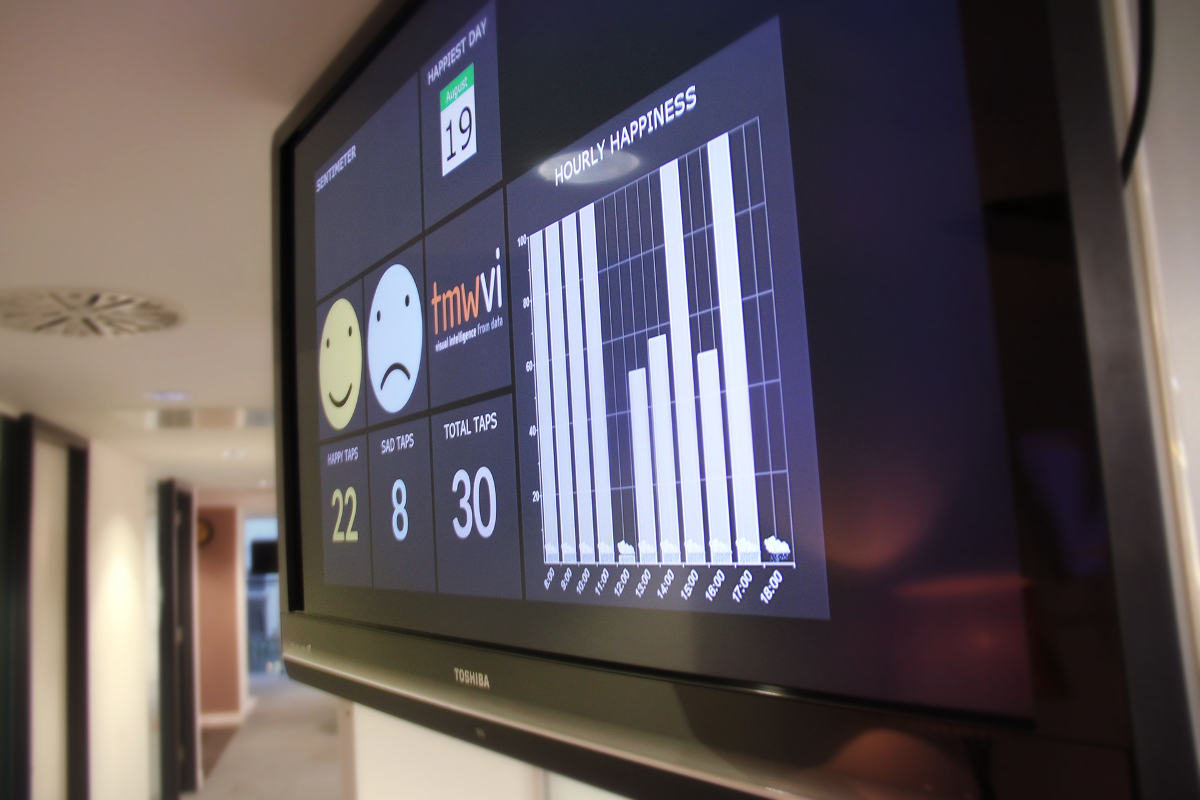 SENTIMETER
HAPPIEST DAY
August
19
tmwvi
visual intelligence from data
HAPPY TAPS
22
SAD TAPS
8
TOTAL TAPS
30
HOURLY HAPPINESS
100
80
60
40
20
8:00
9:00
10:00
11:00
12:00
13:00
14:00
15:00
16:00
17:00
18:00
TOSHIBA